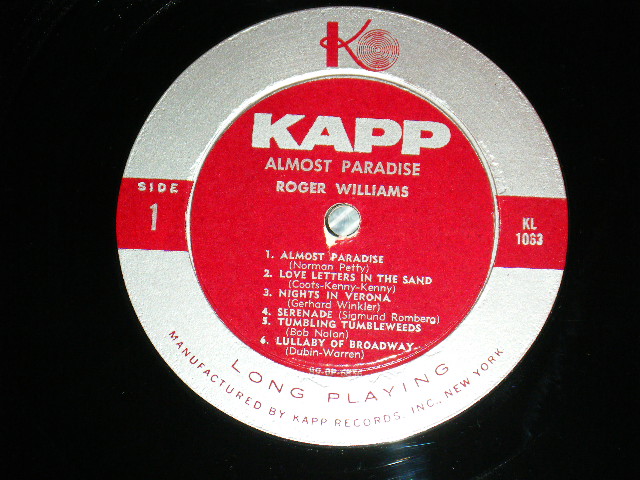 K
KAPP
ALMOST PARADISE
ROGER WILLIAMS
SIDE
1
KL
1063
1. ALMOST PARADISE
(Norman Petty)
2. LOVE LETTERS IN THE SAND
(Coots-Kenny-Kenny)
3. NIGHTS IN VERONA
(Gerhard Winkler)
4. SERENADE (Sigmund Romberg)
5. TUMBLING TUMBLEWEEDS
(Bob Nolan)
6. LULLABY OF BROADWAY
(Dubin-Warren)
LONG PLAYING
MANUFACTURED BY KAPP RECORDS, INC., NEW YORK